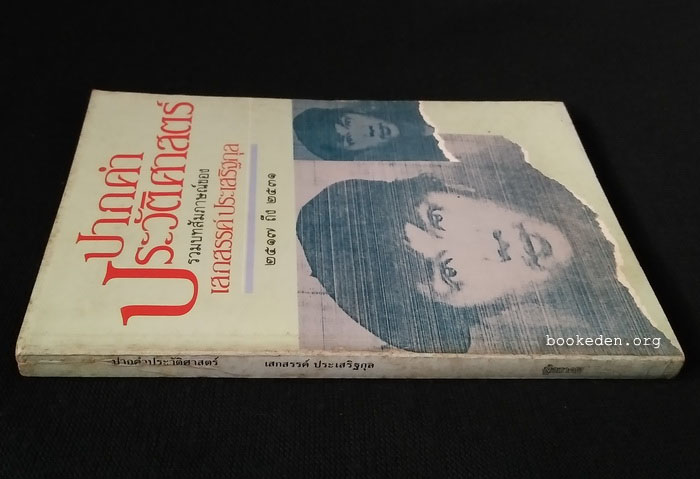 ปากคำ
ประวัติศาสตร์
รวมบทสัมภาษณ์ของ
เสกสรรค์ ประเสริฐกุล
๒๕๑๗ ถึง ๒๕๓๑
bookeden.org
ปากคำประวัติศาสตร์ เสกสรรค์ ประเสริฐกุล